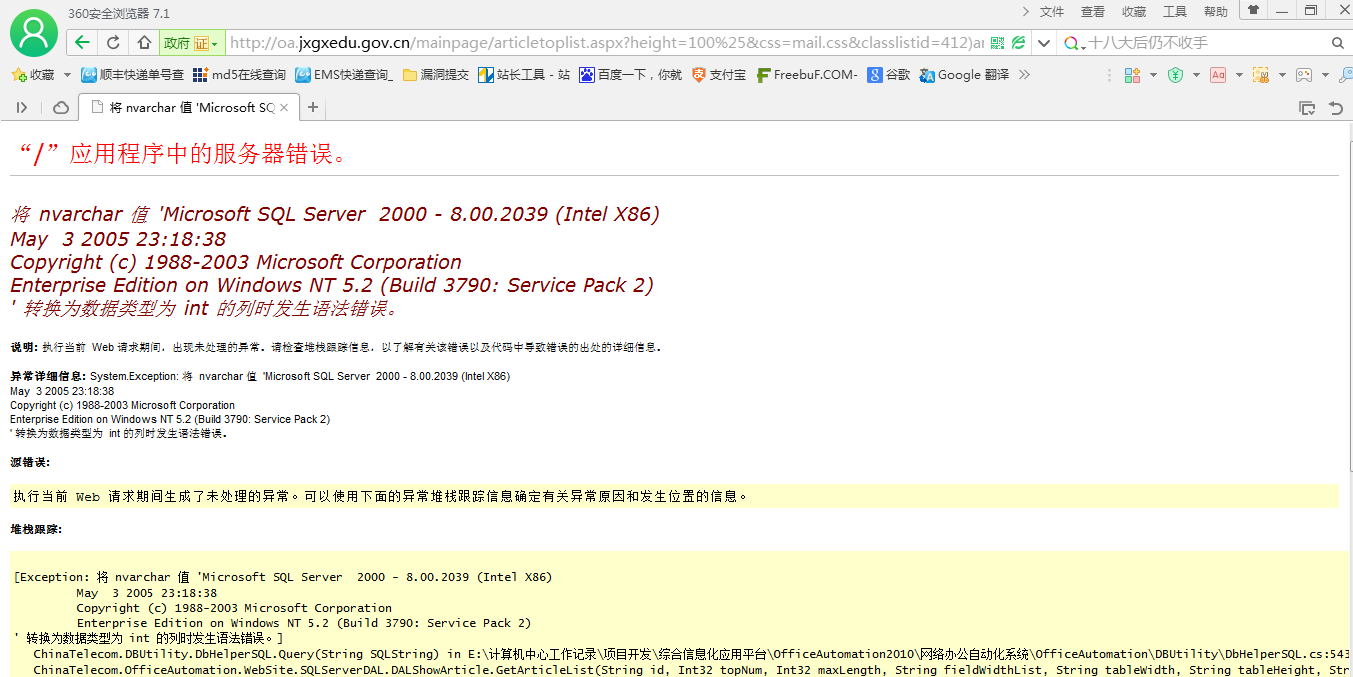 360安全浏览器 7.1
文件 查看 收藏 工具 帮助
政府 证 http://oa.jxgxedu.gov.cn/mainpage/articletoplist.aspx?height=100%25&css=mail.css&classlistid=412)an 十八大后仍不收手
收藏 顺丰快递单号查 md5在线查询 EMS快递查询_ 漏洞提交 站长工具 - 站 百度一下，你就 支付宝 FreebuF.COM- 谷歌 Google 翻译
将 nvarchar 值 'Microsoft SQ
“/”应用程序中的服务器错误。
将 nvarchar 值 'Microsoft SQL Server 2000 - 8.00.2039 (Intel X86)
May 3 2005 23:18:38
Copyright (c) 1988-2003 Microsoft Corporation
Enterprise Edition on Windows NT 5.2 (Build 3790: Service Pack 2)
' 转换为数据类型为 int 的列时发生语法错误。
说明: 执行当前 Web 请求期间，出现未处理的异常。请检查堆栈跟踪信息，以了解有关该错误以及代码中导致错误的出处的详细信息。
异常详细信息: System.Exception: 将 nvarchar 值 'Microsoft SQL Server 2000 - 8.00.2039 (Intel X86)
May 3 2005 23:18:38
Copyright (c) 1988-2003 Microsoft Corporation
Enterprise Edition on Windows NT 5.2 (Build 3790: Service Pack 2)
' 转换为数据类型为 int 的列时发生语法错误。
源错误:
执行当前 Web 请求期间生成了未处理的异常。可以使用下面的异常堆栈跟踪信息确定有关异常原因和发生位置的信息。
堆栈跟踪:
[Exception: 将 nvarchar 值 'Microsoft SQL Server 2000 - 8.00.2039 (Intel X86)
May 3 2005 23:18:38
Copyright (c) 1988-2003 Microsoft Corporation
Enterprise Edition on Windows NT 5.2 (Build 3790: Service Pack 2)
' 转换为数据类型为 int 的列时发生语法错误。]
ChinaTelecom.DBUtility.DbHelperSQL.Query(String SQLString) in E:\计算机中心工作记录\项目开发\综合信息化应用平台\OfficeAutomation2010\网络办公自动化系统\OfficeAutomation\DBUtility\DbHelperSQL.cs:543
ChinaTelecom.OfficeAutomation.WebSite.SQLServerDAL.DALShowArticle.GetArticleList(String id, Int32 topNum, Int32 maxLength, String fieldWidthList, String tableWidth, String tableHeight, Str